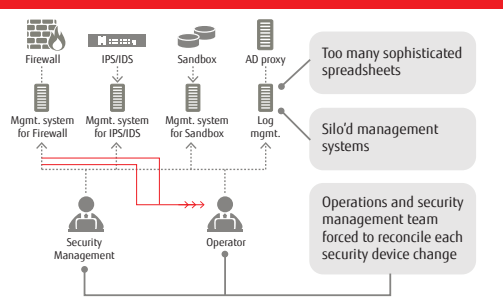 Firewall
IPS/IDS
Sandbox
AD proxy
Too many sophisticated
spreadsheets
Mgmt. system
for Firewall
Mgmt. system
for IPS/IDS
Mgmt. system
for Sandbox
Log
mgmt.
Silo'd management
systems
Operations and security
management team
forced to reconcile each
security device change
Security
Management
Operator